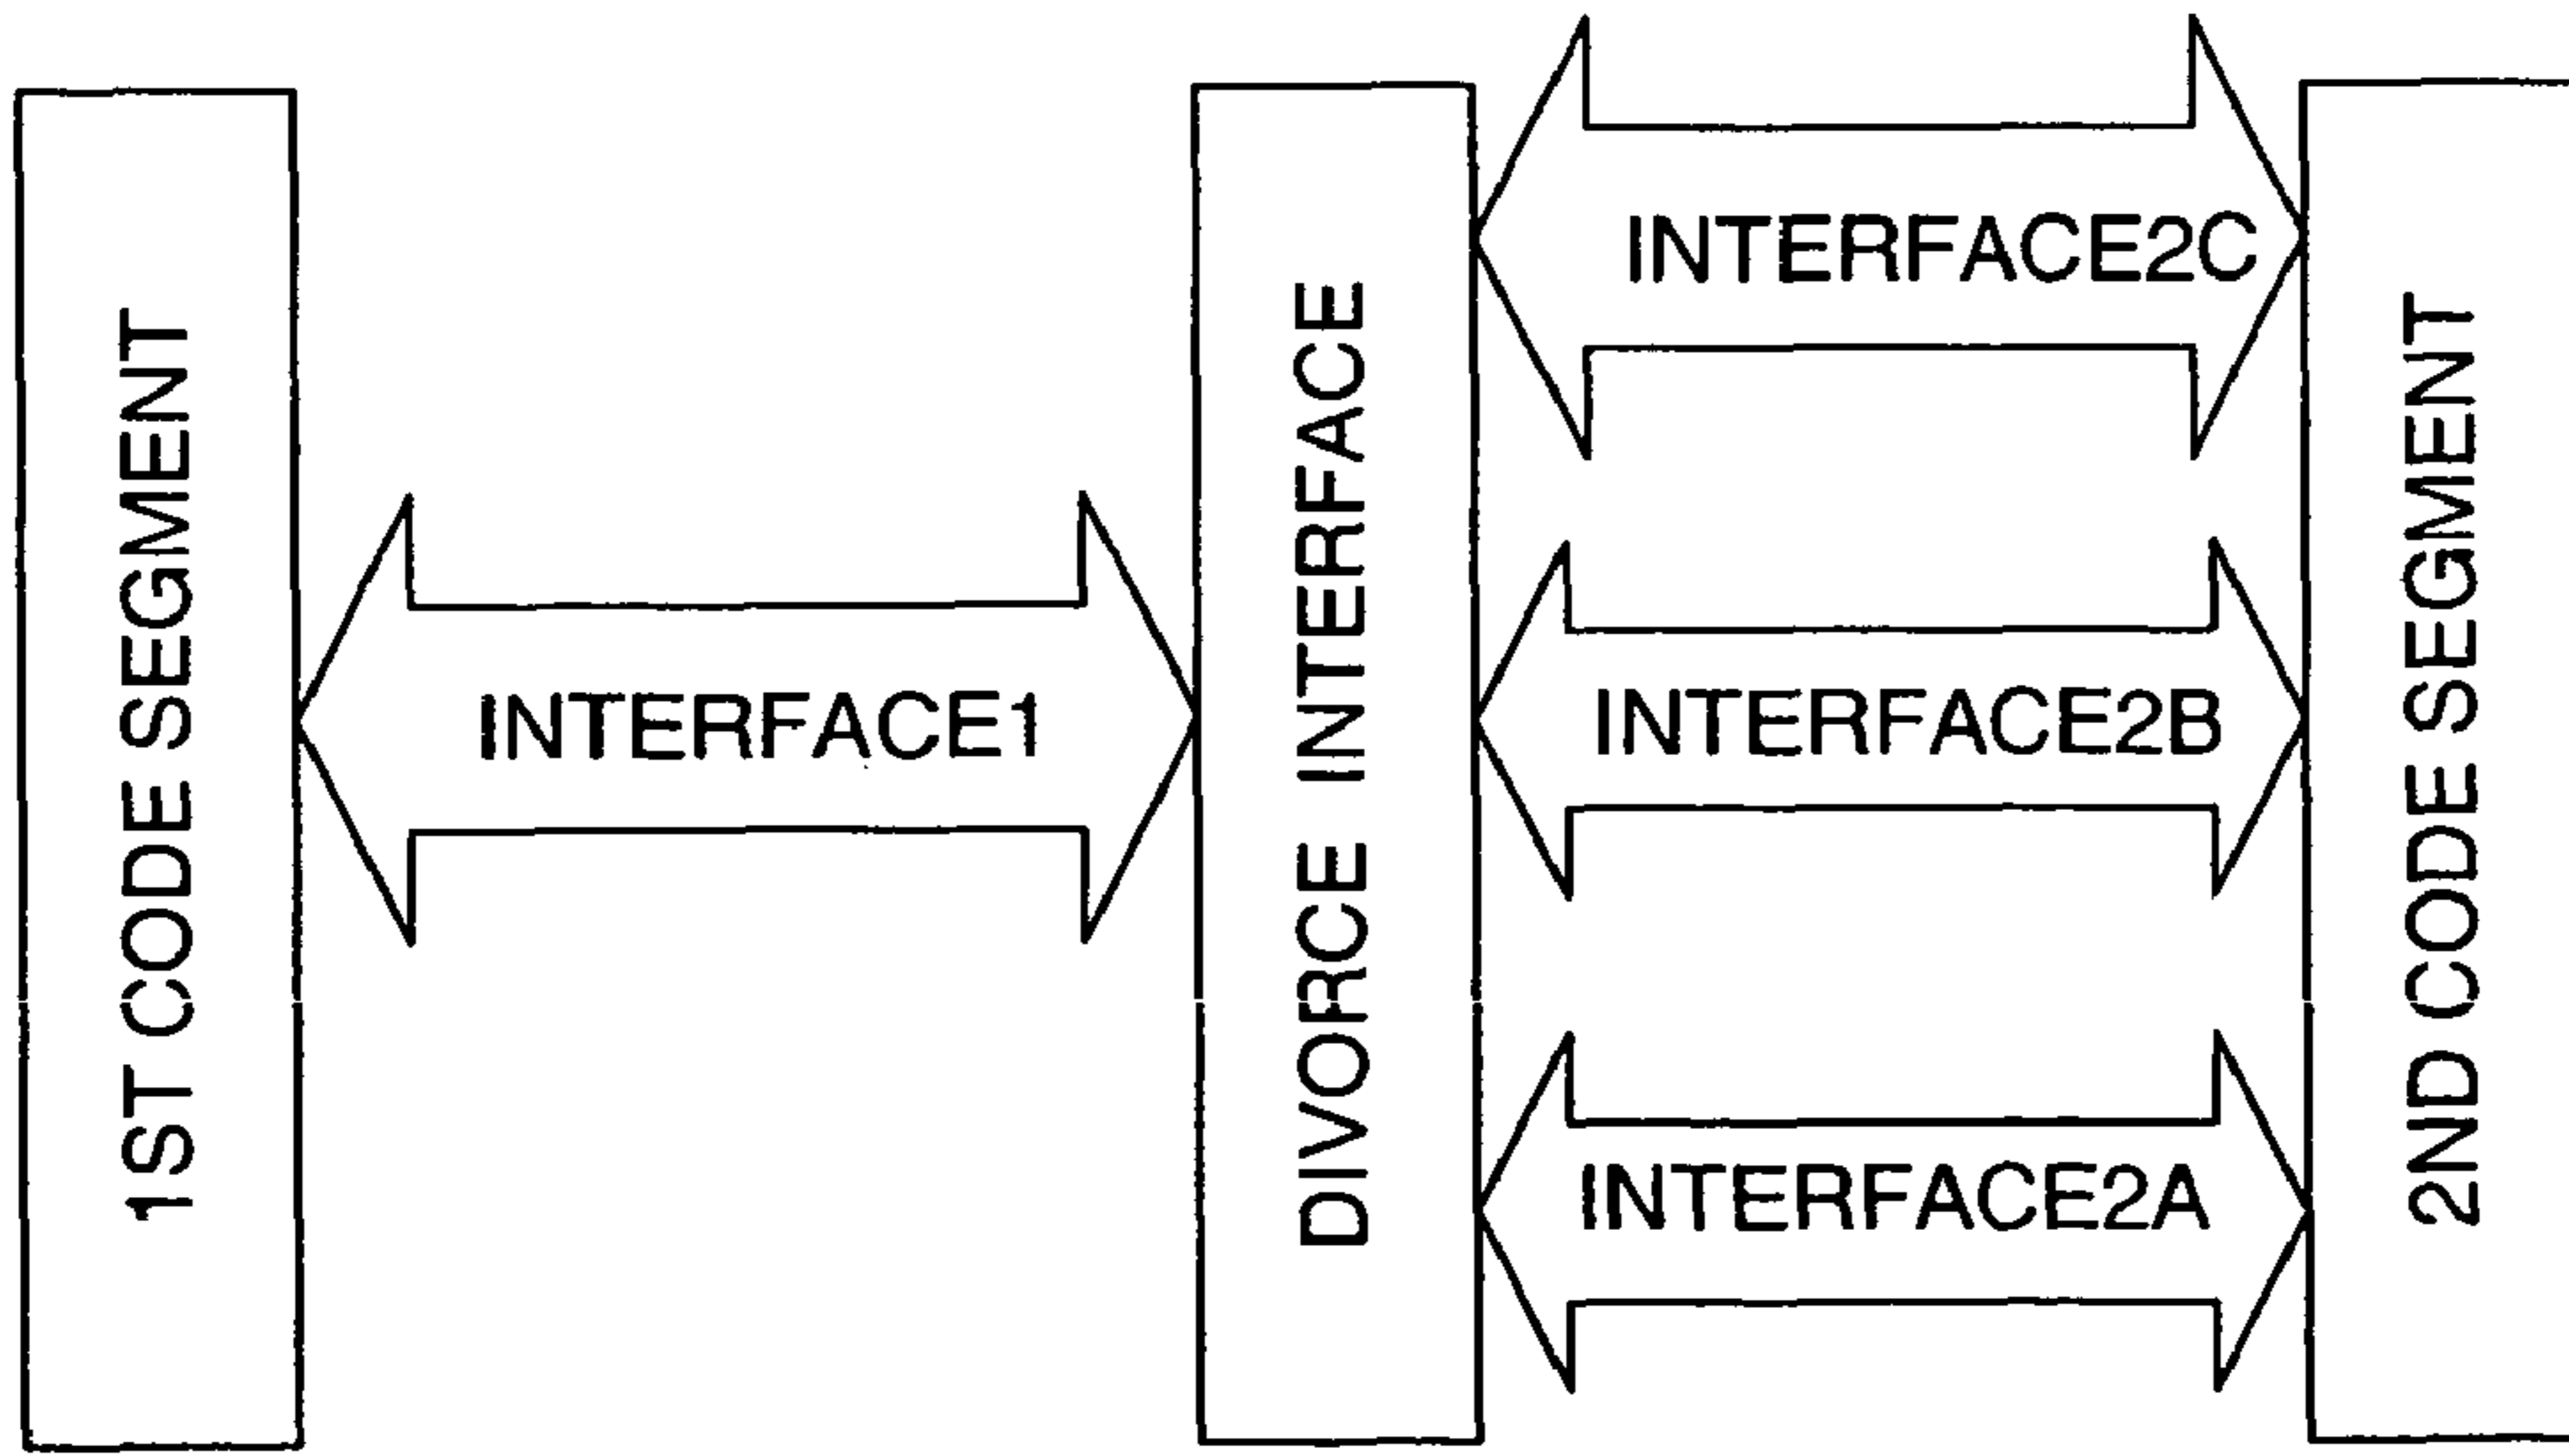 1ST CODE SEGMENT
INTERFACE1
DIVORCE INTERFACE
INTERFACE2C
INTERFACE2B
INTERFACE2A
2ND CODE SEGMENT